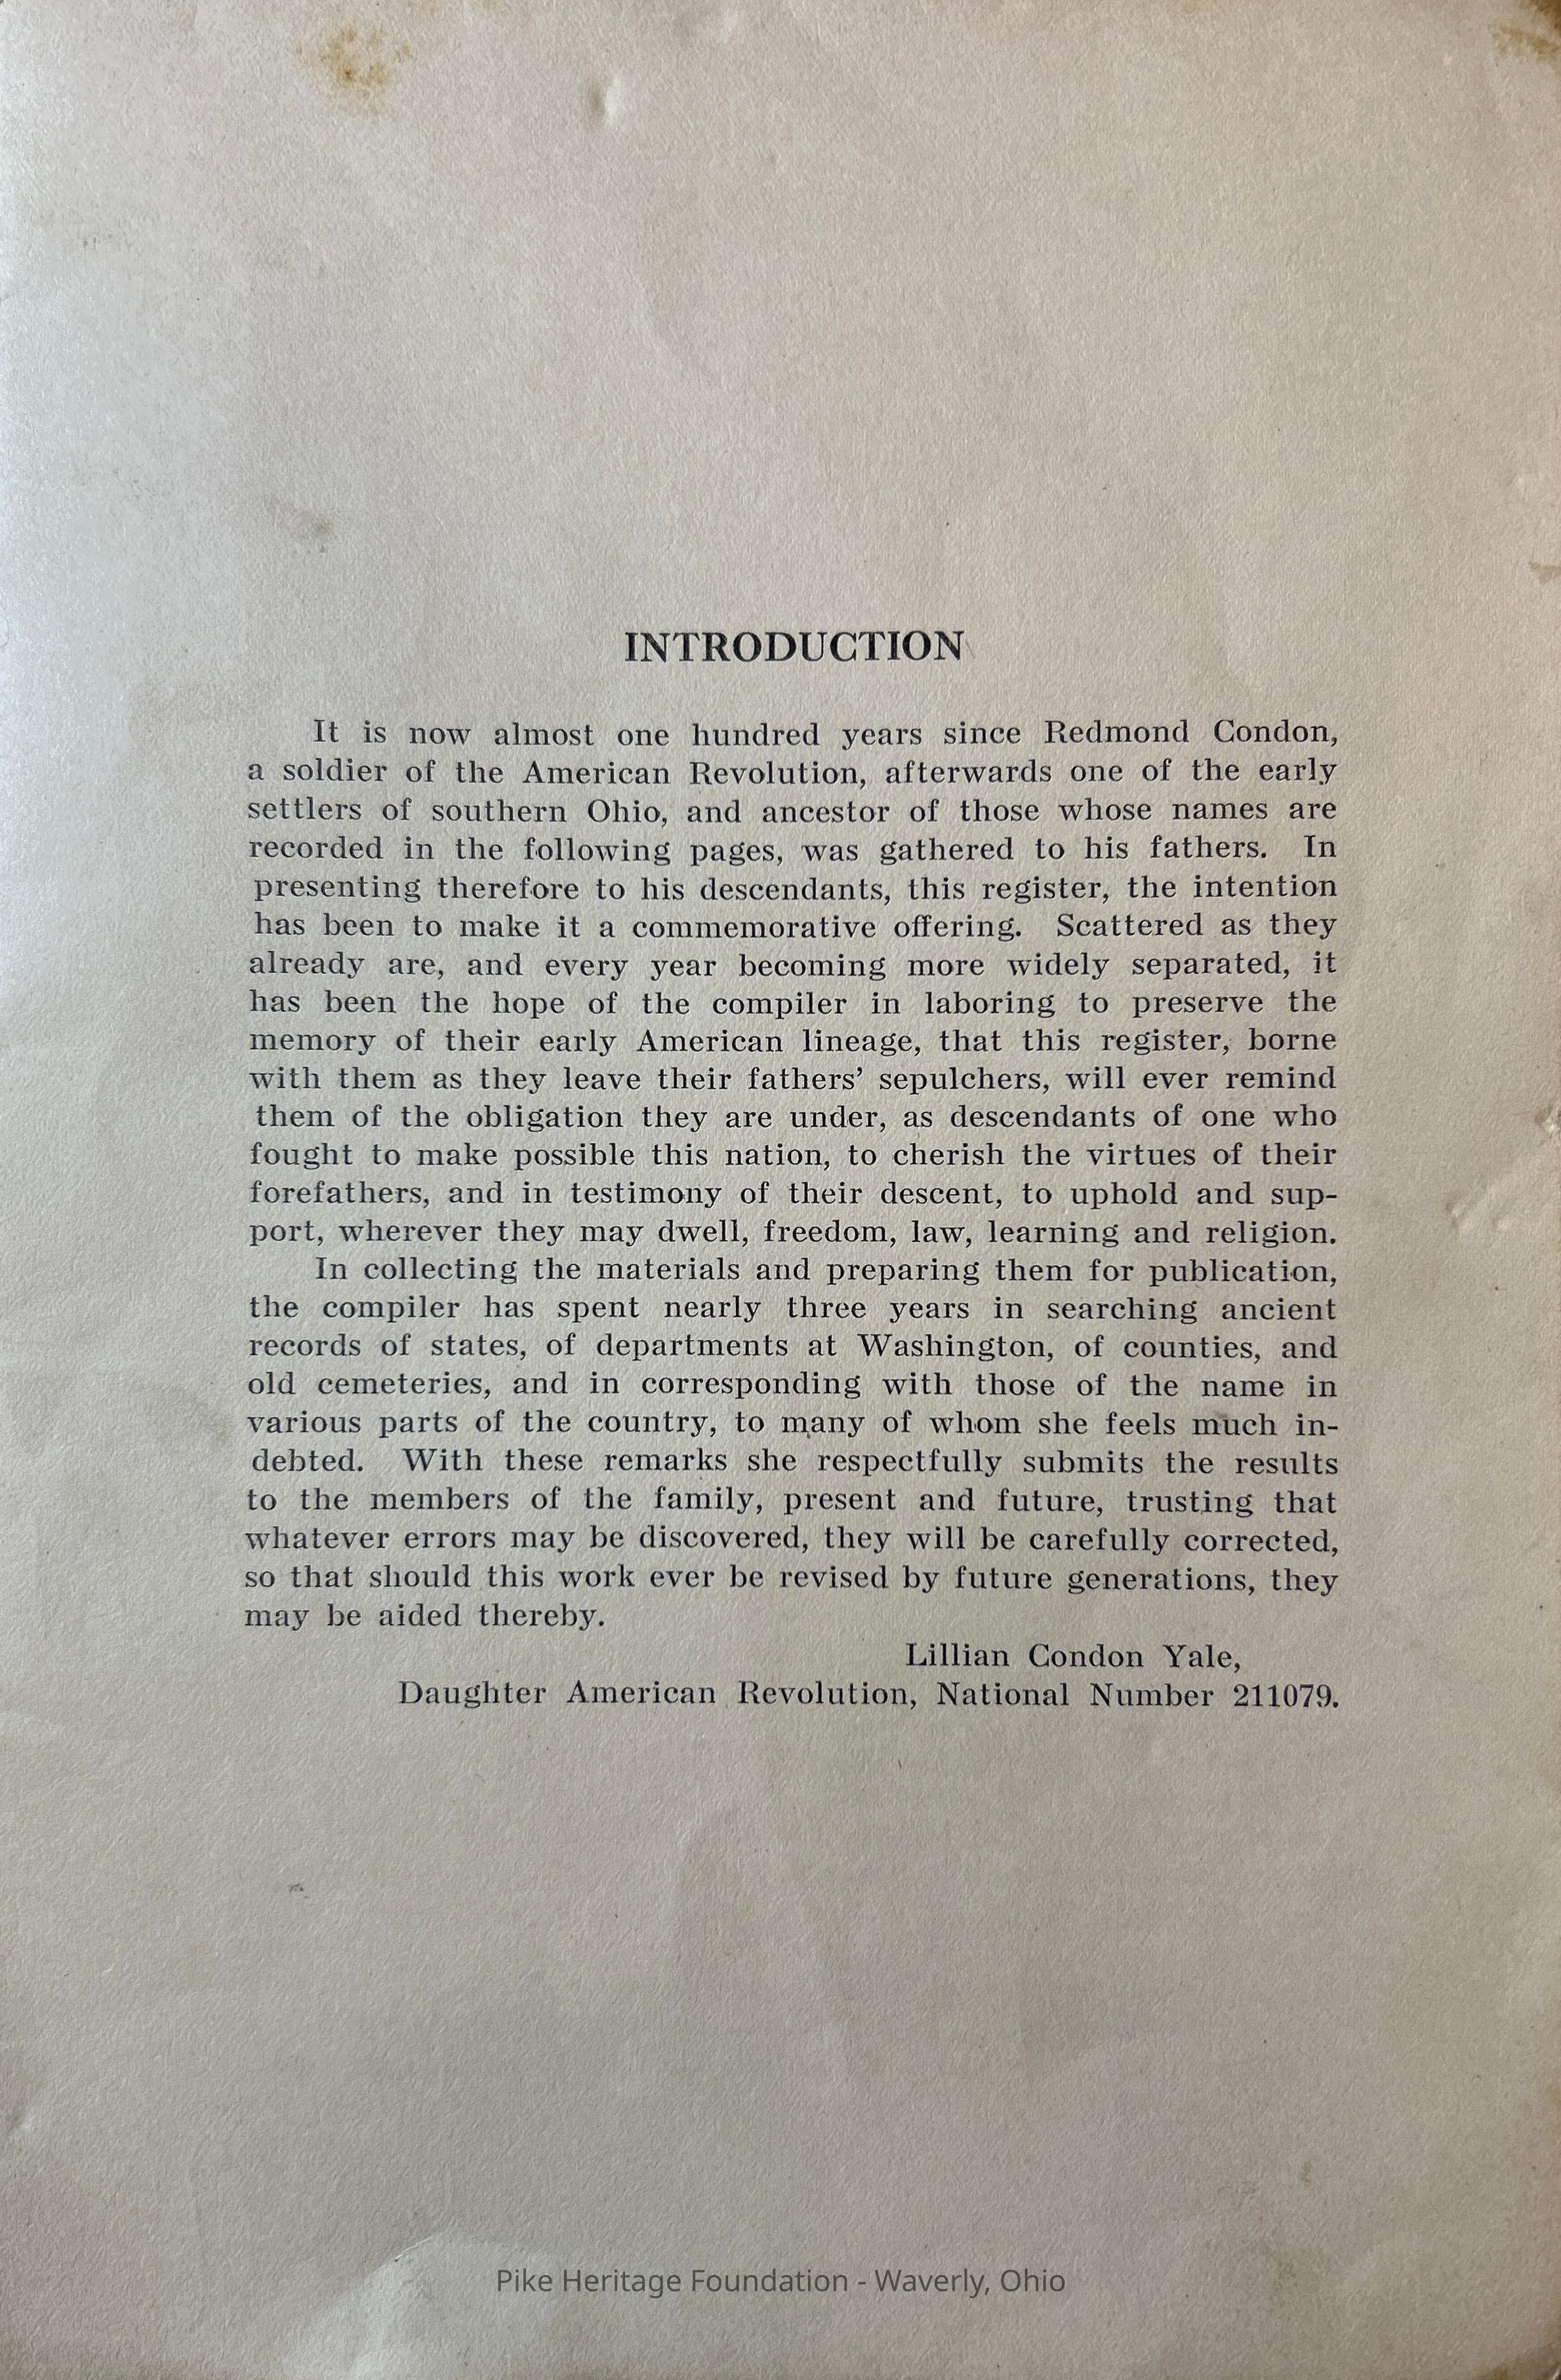 INTRODUCTION
It is now almost one hundred years since Redmond Condon,
a soldier of the American Revolution, afterwards one of the early
settlers of southern Ohio, and ancestor of those whose names are
recorded in the following pages, was gathered to his fathers. In
presenting therefore to his descendants, this register, the intention
has been to make it a commemorative offering. Scattered as they
already are, and every year becoming more widely separated, it
has been the hope of the compiler in laboring to preserve the
memory of their early American lineage, that this register, borne
with them as they leave their fathers’ sepulchers, will ever remind
them of the obligation they are under, as descendants of one who
fought to make possible this nation, to cherish the virtues of their
forefathers, and in testimony of their descent, to uphold and sup-
port, wherever they may dwell, freedom, law, learning and religion.
In collecting the materials and preparing them for publication,
the compiler has spent nearly three years in searching ancient
records of states, of departments at Washington, of counties, and
old cemeteries, and in corresponding with those of the name in
various parts of the country, to many of whom she feels much in-
debted. With these remarks she respectfully submits the results
to the members of the family, present and future, trusting that
whatever errors may be discovered, they will be carefully corrected,
so that should this work ever be revised by future generations, they
may be aided thereby.
Lillian Condon Yale,
Daughter American Revolution, National Number 211079.
Pike Heritage Foundation - Waverly, Ohio